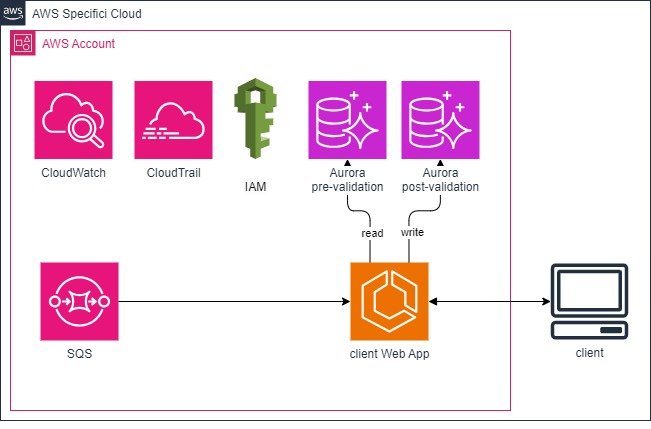 aws
AWS Specifici Cloud
AWS Account
CloudWatch
CloudTrail
IAM
Aurora
pre-validation
Aurora
post-validation
read
write
SQS
client Web App
client